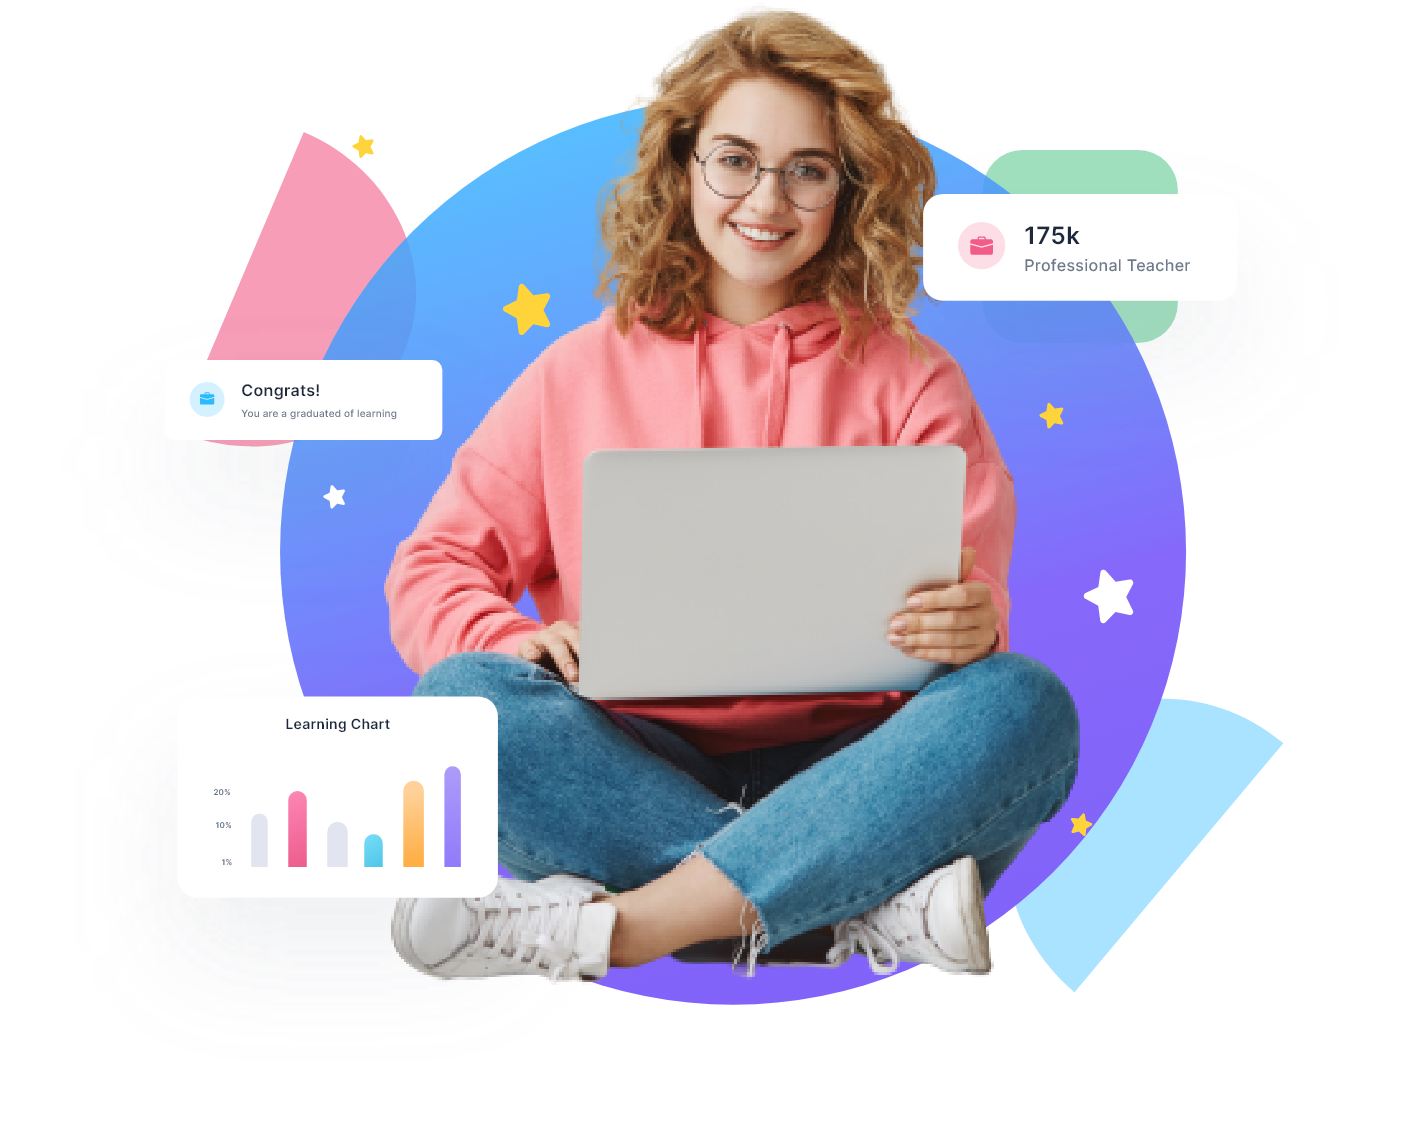 175k
Professional Teacher
Congrats!
You are a graduated of learning
Learning Chart
20%
10%
1%